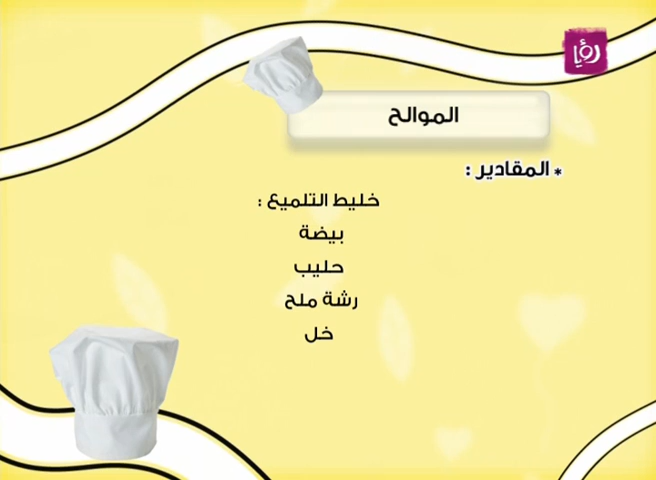 رؤيا
الموالح
* المقادير :
خليط التلميع :
بيضة
حليب
رشة ملح
خل